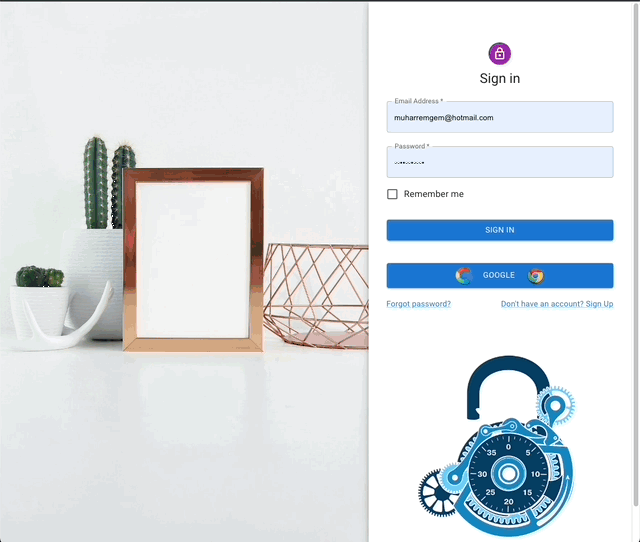 Sign in
Email Address *
muharremgem@hotmail.com
Password *
Remember me
SIGN IN
GOOGLE
Forgot password?
Don't have an account? Sign Up
0
5
10
15
20
25
30
35